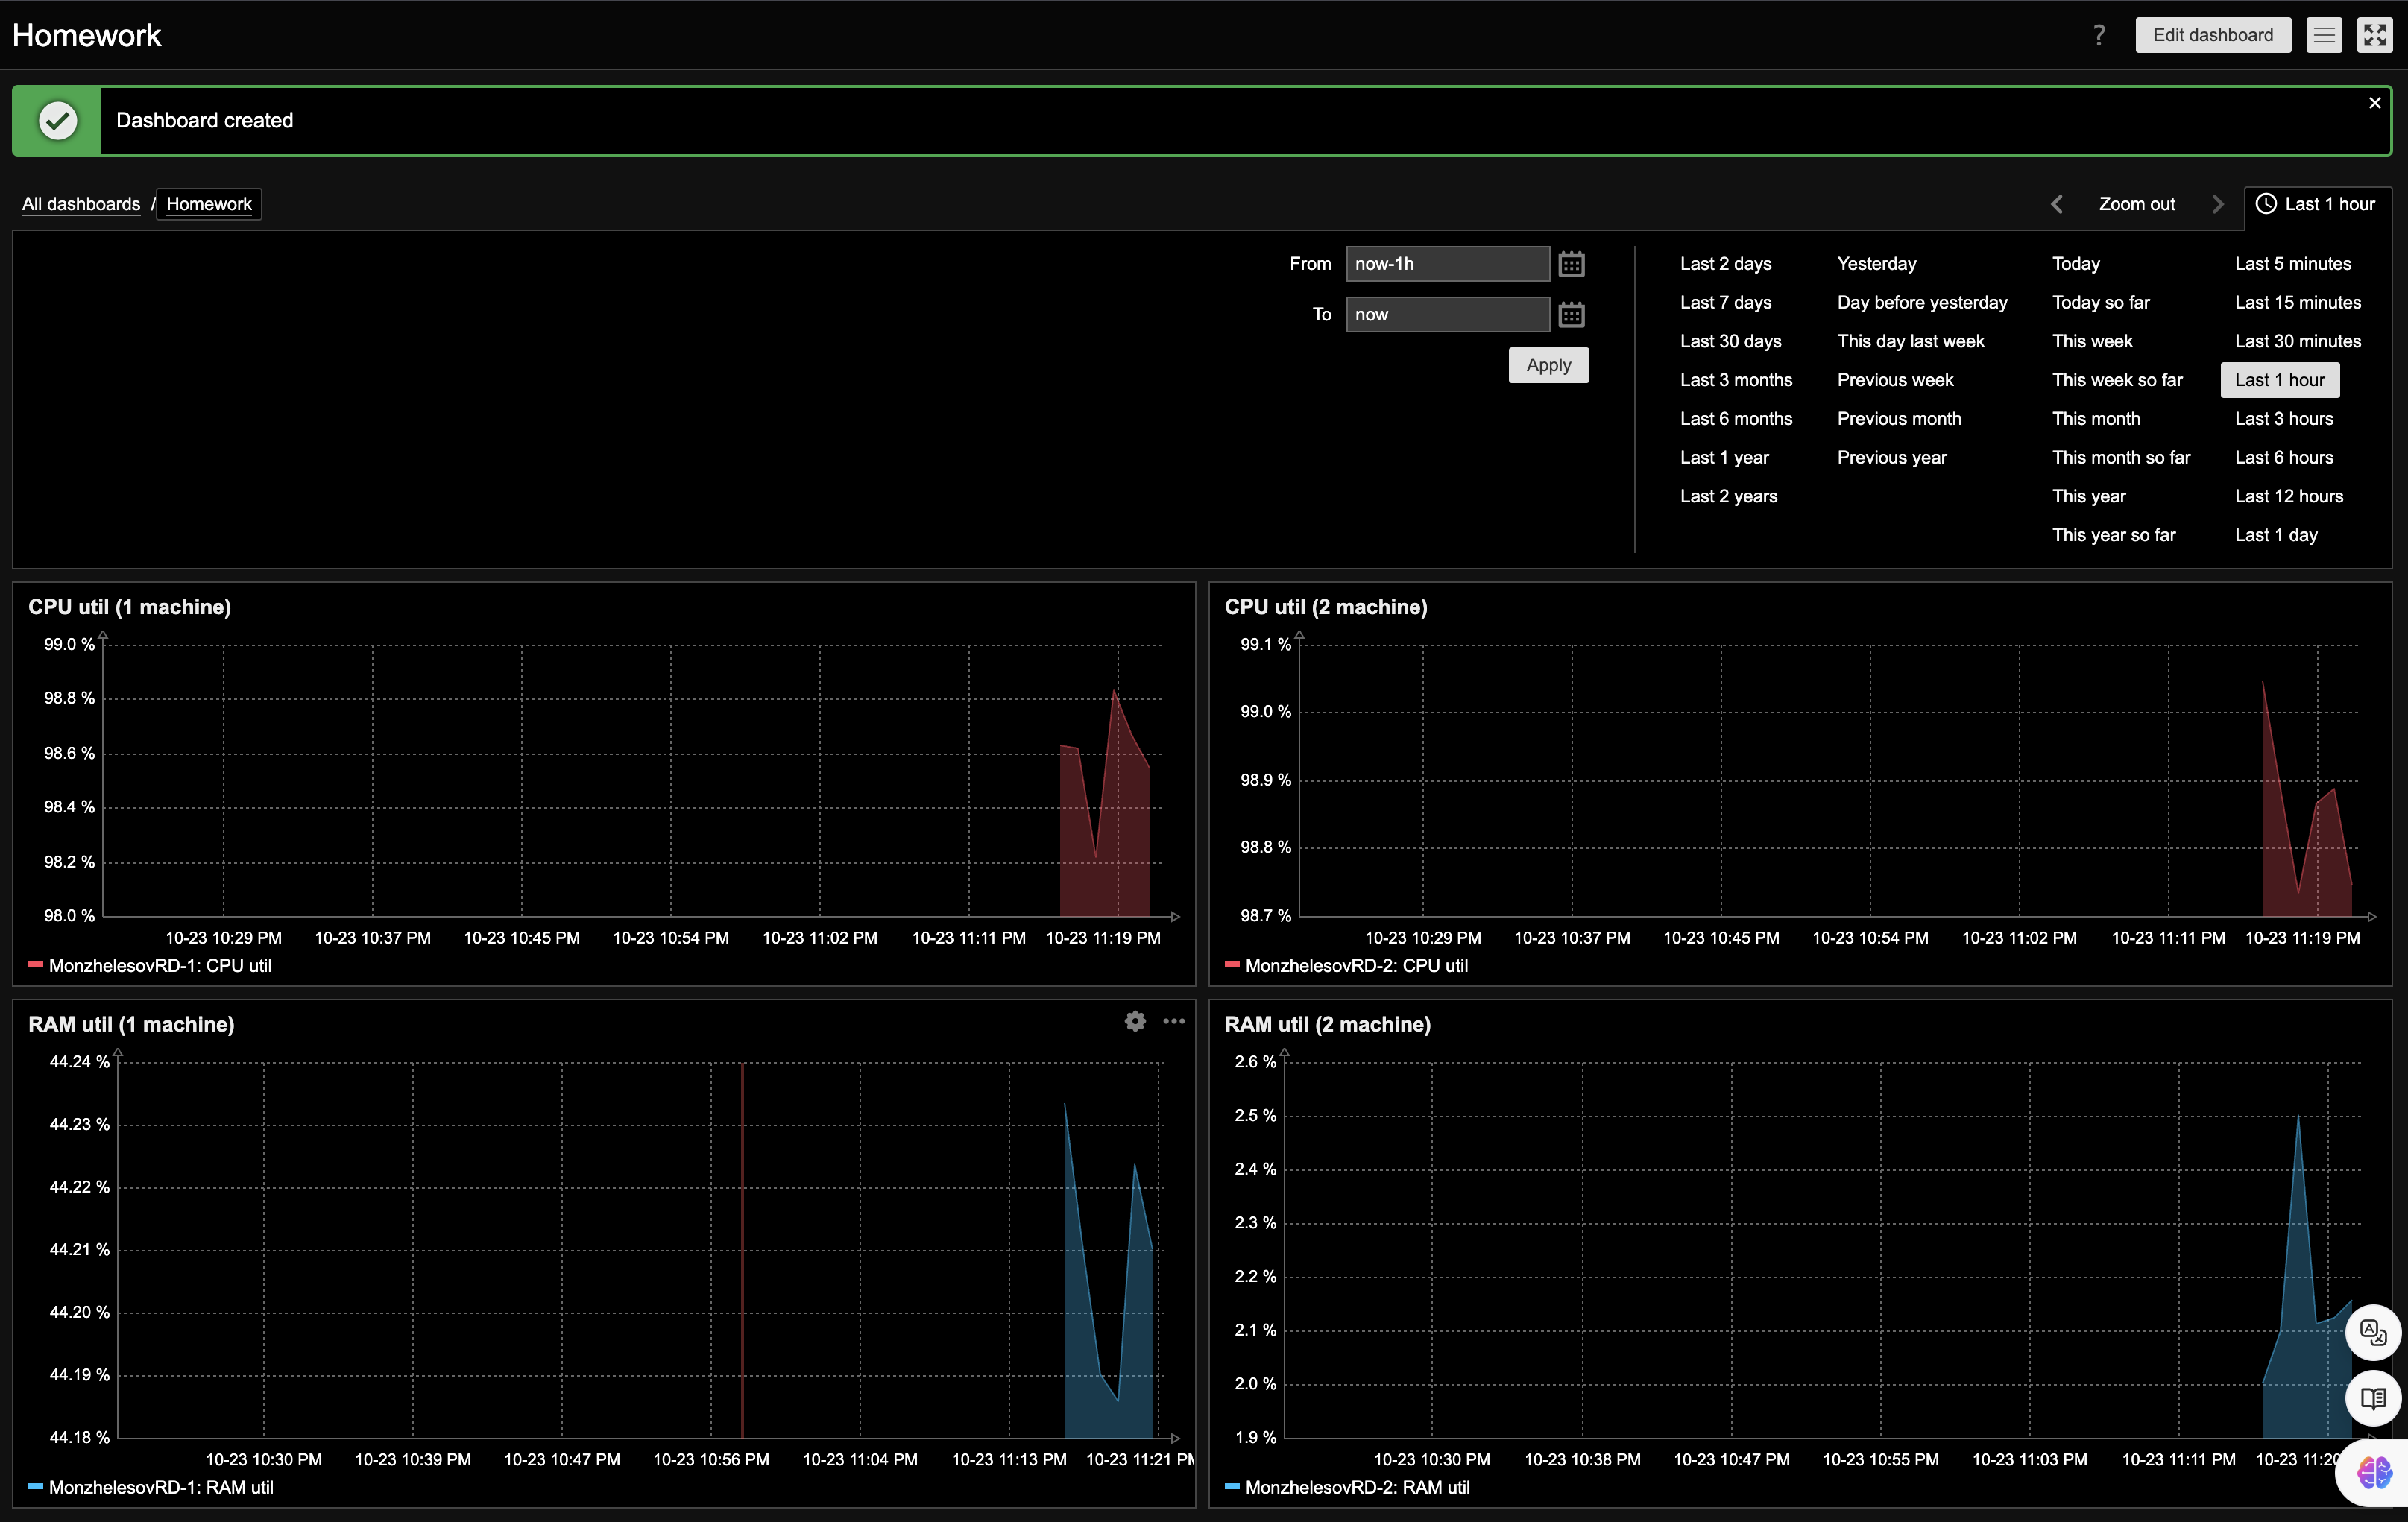 Homework
? Edit dashboard
Dashboard created
All dashboards / Homework
Zoom out
Last 1 hour
From now-1h
To now
Apply
Last 2 days
Last 7 days
Last 30 days
Last 3 months
Last 6 months
Last 1 year
Last 2 years
Yesterday
Day before yesterday
This day last week
Previous week
Previous month
Previous year
Today
Today so far
This week
This week so far
This month
This month so far
This year
This year so far
Last 5 minutes
Last 15 minutes
Last 30 minutes
Last 1 hour
Last 3 hours
Last 6 hours
Last 12 hours
Last 1 day
CPU util (1 machine)
99.0 %
98.8 %
98.6 %
98.4 %
98.2 %
98.0 %
10-23 10:29 PM 10-23 10:37 PM 10-23 10:45 PM 10-23 10:54 PM 10-23 11:02 PM 10-23 11:11 PM 10-23 11:19 PM
MonzhelesovRD-1: CPU util
CPU util (2 machine)
99.1 %
99.0 %
98.9 %
98.8 %
98.7 %
10-23 10:29 PM 10-23 10:37 PM 10-23 10:45 PM 10-23 10:54 PM 10-23 11:02 PM 10-23 11:11 PM 10-23 11:19 PM
MonzhelesovRD-2: CPU util
RAM util (1 machine)
44.24 %
44.23 %
44.22 %
44.21 %
44.20 %
44.19 %
44.18 %
10-23 10:30 PM 10-23 10:39 PM 10-23 10:47 PM 10-23 10:56 PM 10-23 11:04 PM 10-23 11:13 PM 10-23 11:21 PM
MonzhelesovRD-1: RAM util
RAM util (2 machine)
2.6 %
2.5 %
2.4 %
2.3 %
2.2 %
2.1 %
2.0 %
1.9 %
10-23 10:30 PM 10-23 10:38 PM 10-23 10:47 PM 10-23 10:55 PM 10-23 11:03 PM 10-23 11:11 PM 10-23 11:20
MonzhelesovRD-2: RAM util